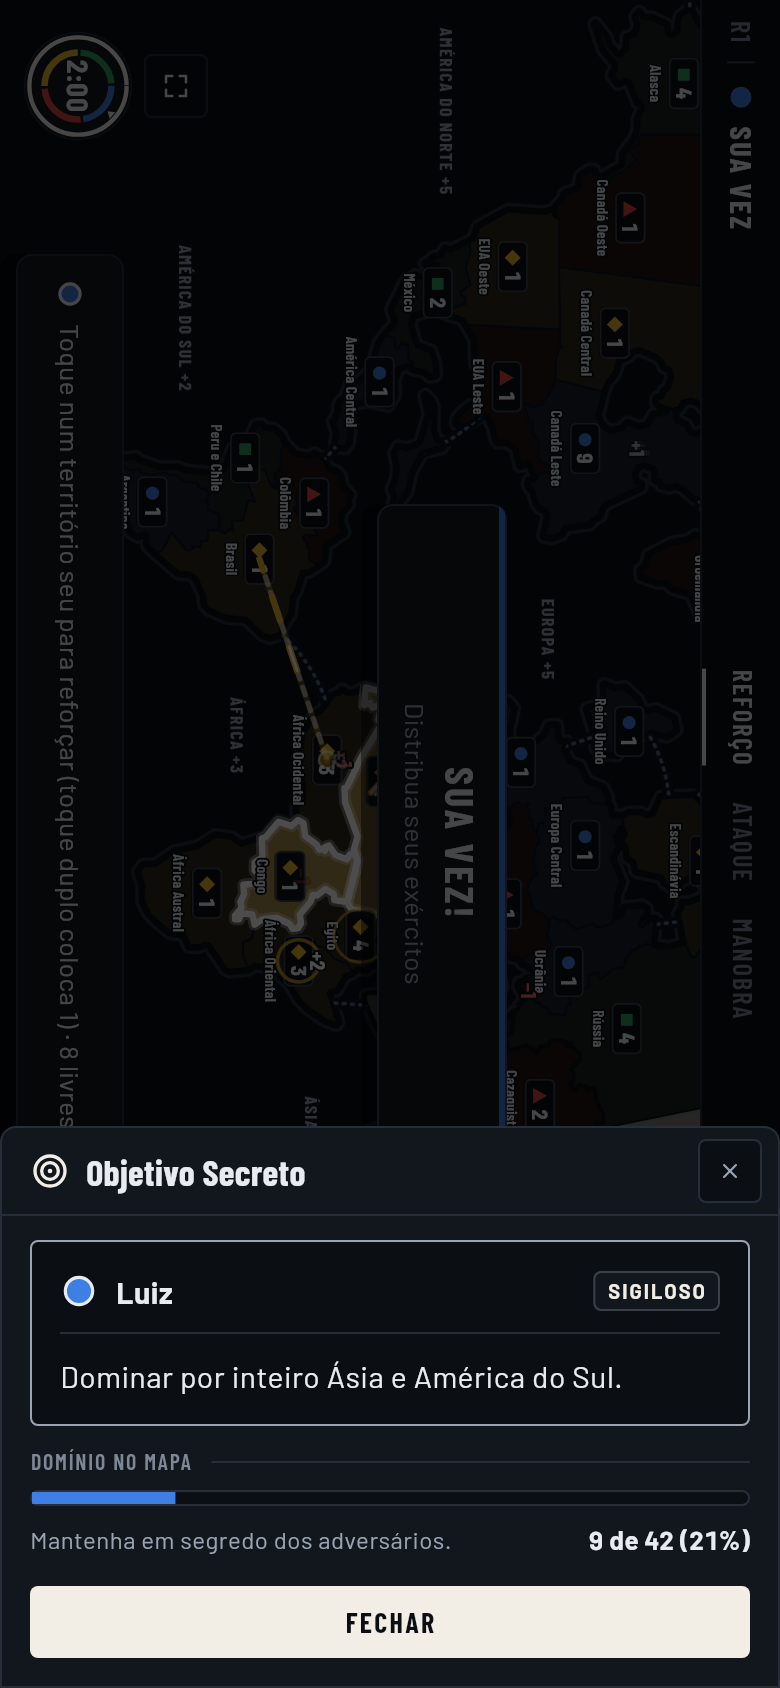 R1
SUA VEZ
REFORÇO
ATAQUE
MANOBRA
2:00
AMÉRICA DO NORTE +5
AMÉRICA DO SUL +2
EUROPA +5
ÁFRICA +3
ÁSIA
Alasca
4
Canadá Oeste
1
Canadá Central
1
Canadá Leste
9
+1
EUA Oeste
1
EUA Leste
1
México
2
América Central
1
Colômbia
1
Peru e Chile
1
Brasil
1
1
Reino Unido
1
1
Escandinávia
Europa Central
1
1
Ucrânia
1
-1
Rússia
4
2
África Ocidental
3
Congo
1
África Austral
1
África Oriental
3
+2
Egito
4
SUA VEZ!
Distribua seus exércitos
Toque num território seu para reforçar (toque duplo coloca 1) · 8 livres
Objetivo Secreto
×
Luiz
SIGILOSO
Dominar por inteiro Ásia e América do Sul.
DOMÍNIO NO MAPA
Mantenha em segredo dos adversários.
9 de 42 (21%)
FECHAR